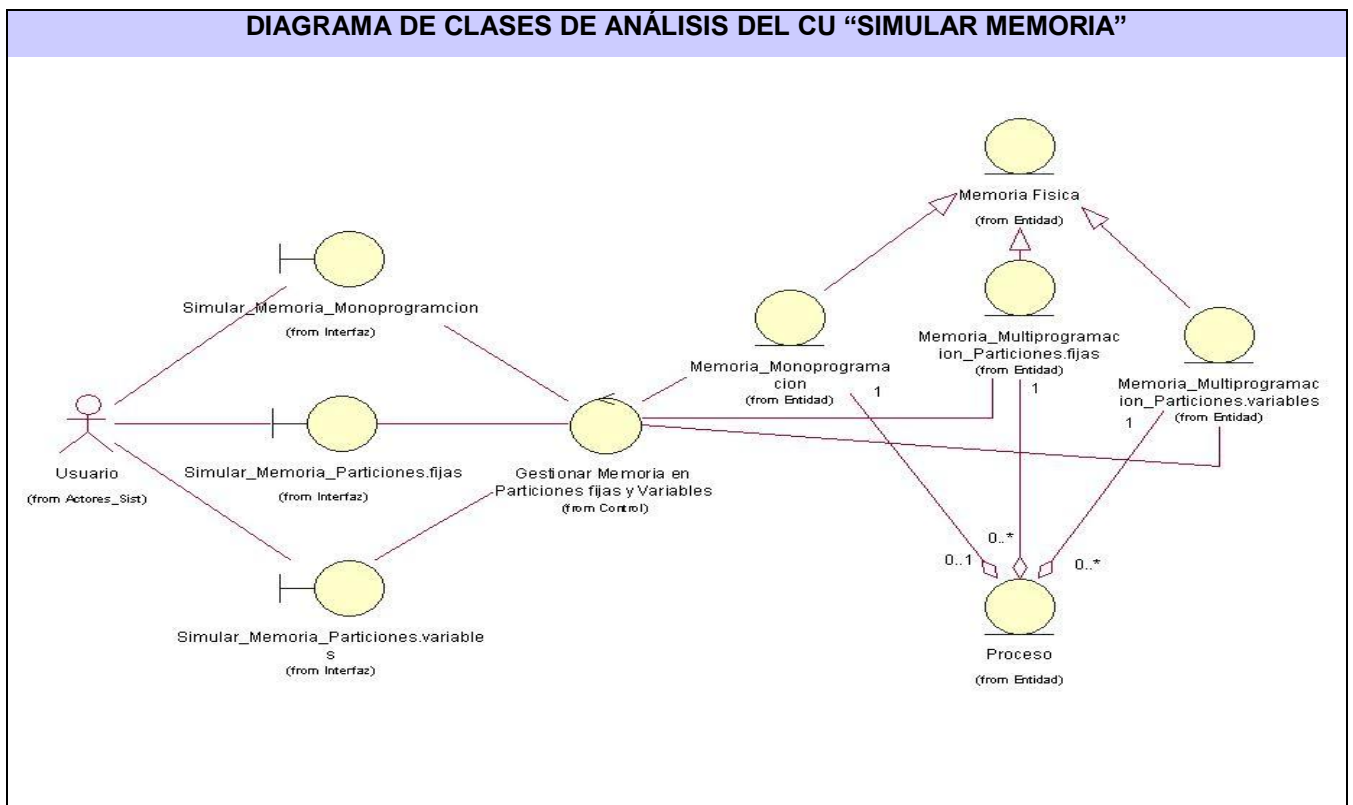 DIAGRAMA DE CLASES DE ANÁLISIS DEL CU “SIMULAR MEMORIA”
Memoria Fisica
(from Entidad)
Simular_Memoria_Monoprogramcion
(from Interfaz)
Memoria_Monoprograma
cion
(from Entidad)
1
Memoria_Multiprogramac
ion_Particiones.fijas
(from Entidad)
1
Memoria_Multiprogramac
ion_Particiones.variables
(from Entidad)
1
Usuario
(from Actores_Sist)
Simular_Memoria_Particiones.fijas
(from Interfaz)
Gestionar Memoria en
Particiones fijas y Variables
(from Control)
0..1
0..*
0..*
Simular_Memoria_Particiones.variable
s
(from Interfaz)
Proceso
(from Entidad)